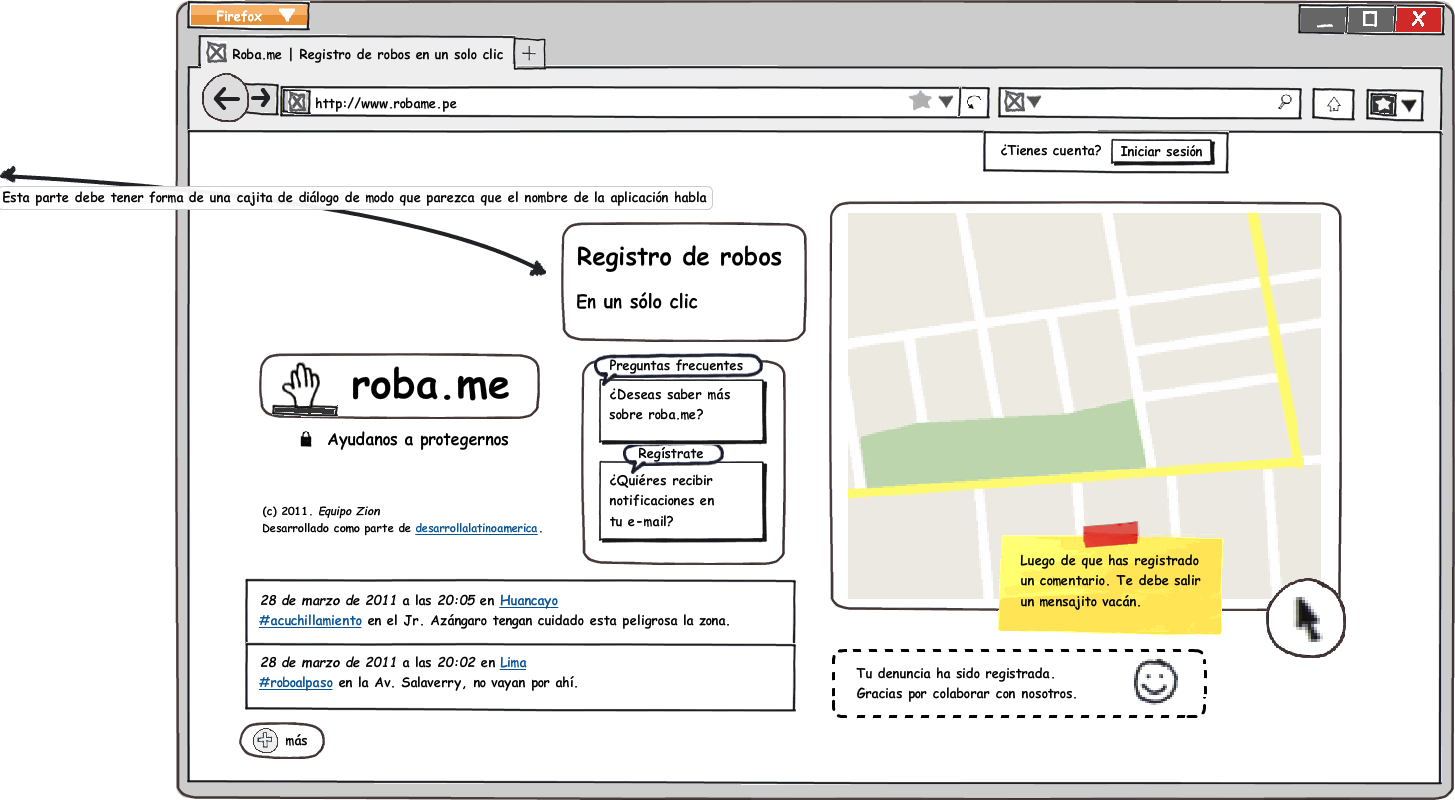 Firefox
Roba.me | Registro de robos en un solo clic
http://www.robame.pe
¿Tienes cuenta? Iniciar sesión
Esta parte debe tener forma de una cajita de diálogo de modo que parezca que el nombre de la aplicación habla
Registro de robos
En un sólo clic
roba.me
Ayudanos a protegernos
Preguntas frecuentes
¿Deseas saber más
sobre roba.me?
Regístrate
¿Quiéres recibir
notificaciones en
tu e-mail?
(c) 2011. Equipo Zion
Desarrollado como parte de desarrollalatinoamerica.
28 de marzo de 2011 a las 20:05 en Huancayo
#acuchillamiento en el Jr. Azángaro tengan cuidado esta peligrosa la zona.
28 de marzo de 2011 a las 20:02 en Lima
#roboalpaso en la Av. Salaverry, no vayan por ahí.
más
Luego de que has registrado
un comentario. Te debe salir
un mensajito vacán.
Tu denuncia ha sido registrada.
Gracias por colaborar con nosotros.